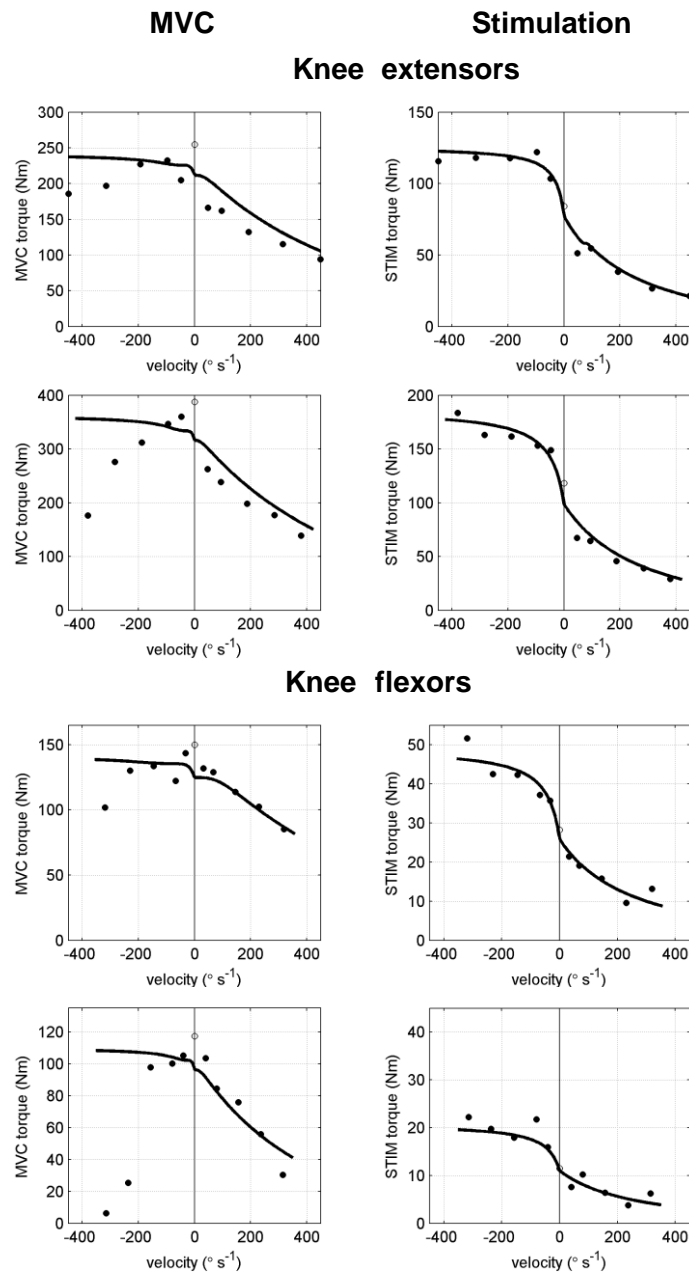 MVC Stimulation
Knee extensors
300
250
200
150
100
50
0
-400 -200 0 200 400
MVC torque (Nm)
velocity (° s-1)
150
100
50
0
-400 -200 0 200 400
STIM torque (Nm)
velocity (° s-1)
400
300
200
100
0
-400 -200 0 200 400
MVC torque (Nm)
velocity (° s-1)
200
150
100
50
0
-400 -200 0 200 400
STIM torque (Nm)
velocity (° s-1)
Knee flexors
150
100
50
0
-400 -200 0 200 400
MVC torque (Nm)
velocity (° s-1)
50
40
30
20
10
0
-400 -200 0 200 400
STIM torque (Nm)
velocity (° s-1)
120
100
80
60
40
20
0
-400 -200 0 200 400
MVC torque (Nm)
velocity (° s-1)
40
30
20
10
0
-400 -200 0 200 400
STIM torque (Nm)
velocity (° s-1)